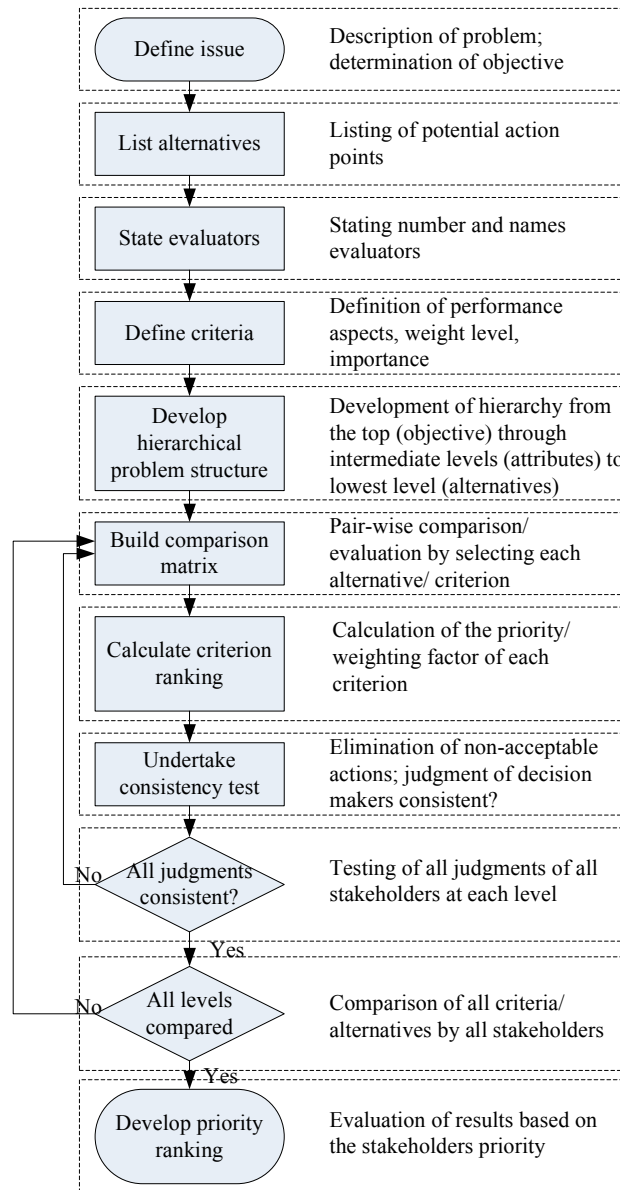 Define issue
Description of problem;
determination of objective
List alternatives
Listing of potential action
points
State evaluators
Stating number and names
evaluators
Define criteria
Definition of performance
aspects, weight level,
importance
Develop
hierarchical
problem structure
Development of hierarchy from
the top (objective) through
intermediate levels (attributes) to
lowest level (alternatives)
Build comparison
matrix
Pair-wise comparison/
evaluation by selecting each
alternative/ criterion
Calculate criterion
ranking
Calculation of the priority/
weighting factor of each
criterion
Undertake
consistency test
Elimination of non-acceptable
actions; judgment of decision
makers consistent?
No
All judgments
consistent?
Testing of all judgments of all
stakeholders at each level
Yes
No
All levels
compared
Comparison of all criteria/
alternatives by all stakeholders
Yes
Develop priority
ranking
Evaluation of results based on
the stakeholders priority